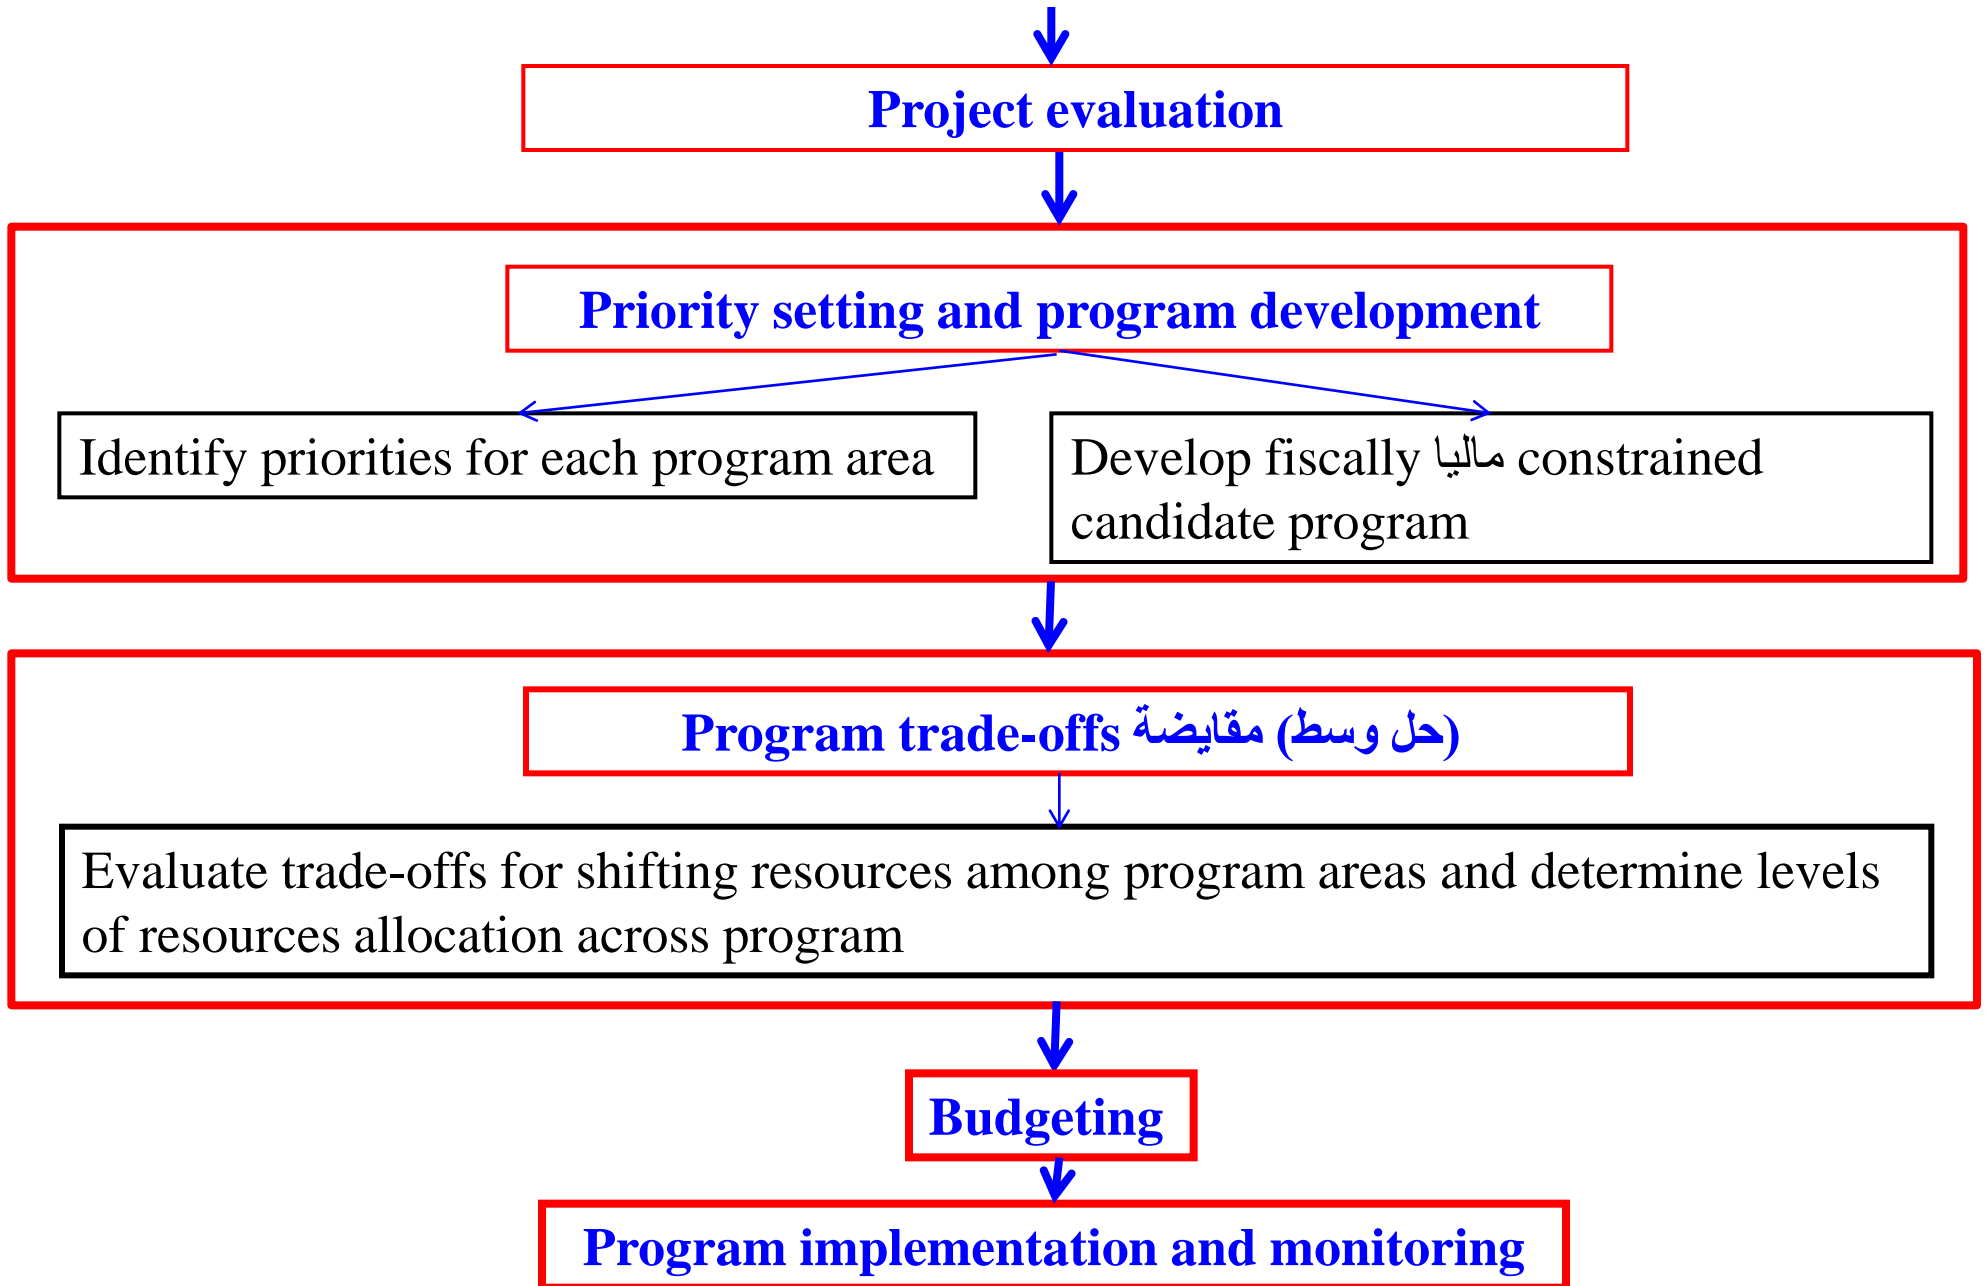 Project evaluation
Priority setting and program development
Identify priorities for each program area
Develop fiscally ماليا constrained
candidate program
Program trade-offs مقايضة (حل وسط)
Evaluate trade-offs for shifting resources among program areas and determine levels
of resources allocation across program
Budgeting
Program implementation and monitoring